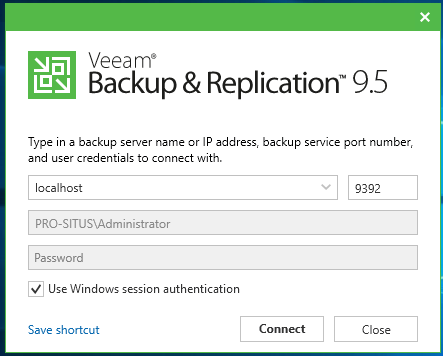 Veeam®
Backup & Replication™ 9.5
Type in a backup server name or IP address, backup service port number,
and user credentials to connect with.
localhost 9392
PRO-SITUS\Administrator
Password
Use Windows session authentication
Save shortcut Connect Close